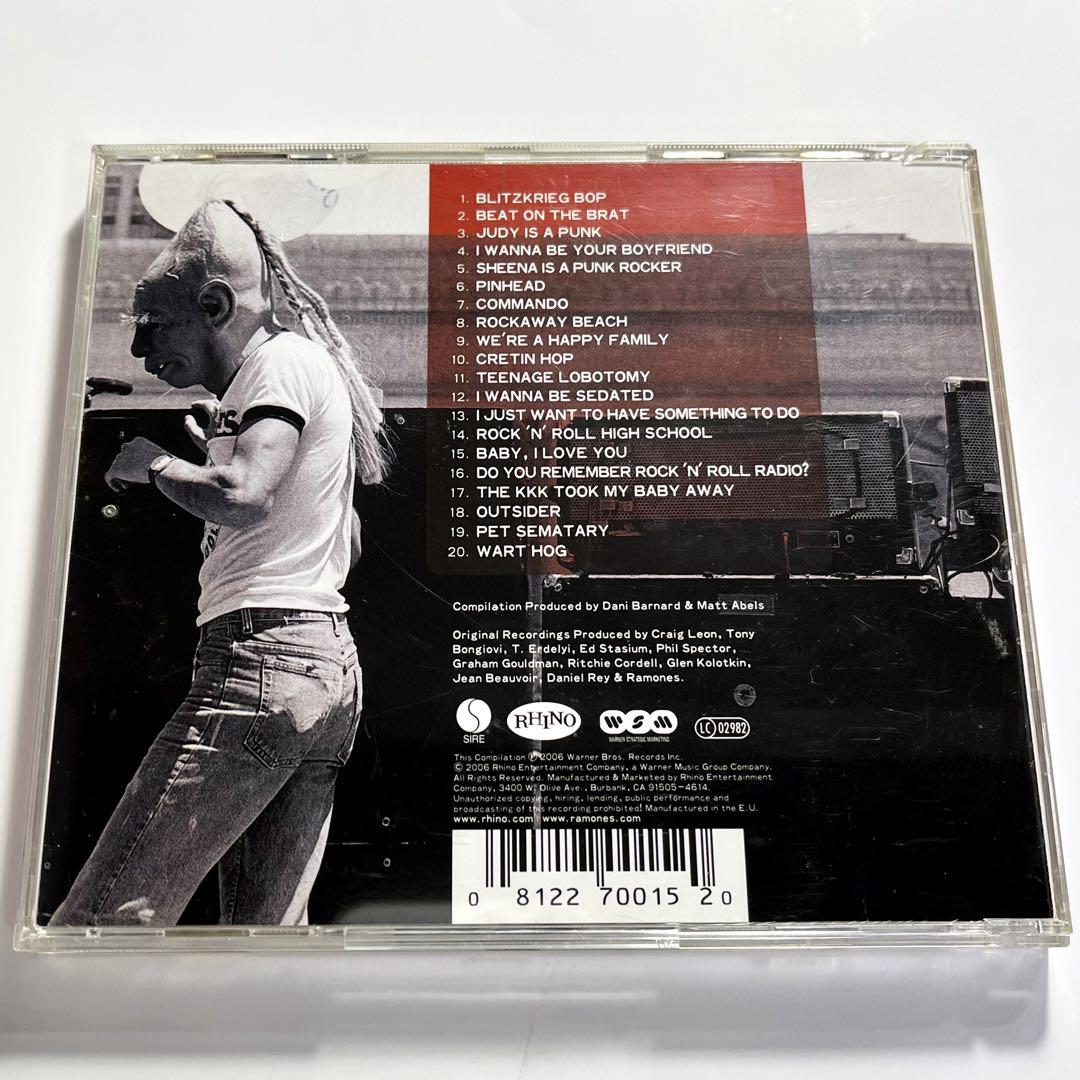 1. BLITZKRIEG BOP
2. BEAT ON THE BRAT
3. JUDY IS A PUNK
4. I WANNA BE YOUR BOYFRIEND
5. SHEENA IS A PUNK ROCKER
6. PINHEAD
7. COMMANDO
8. ROCKAWAY BEACH
9. WE'RE A HAPPY FAMILY
10. CRETIN HOP
11. TEENAGE LOBOTOMY
12. I WANNA BE SEDATED
13. I JUST WANT TO HAVE SOMETHING TO DO
14. ROCK 'N' ROLL HIGH SCHOOL
15. BABY, I LOVE YOU
16. DO YOU REMEMBER ROCK 'N' ROLL RADIO?
17. THE KKK TOOK MY BABY AWAY
18. OUTSIDER
19. PET SEMATARY
20. WART HOG
Compilation Produced by Dani Barnard & Matt Abels
Original Recordings Produced by Craig Leon, Tony
Bongiovi, T. Erdelyi, Ed Stasium, Phil Spector,
Graham Gouldman, Ritchie Cordell, Glen Kolotkin,
Jean Beauvoir, Daniel Rey & Ramones.
SIRE
RHINO
WSM
WARNER STRATEGIC MARKETING
LC 02982
This Compilation ℗ 2006 Warner Bros. Records Inc.
© 2006 Rhino Entertainment Company, a Warner Music Group Company.
All Rights Reserved. Manufactured & Marketed by Rhino Entertainment
Company, 3400 W. Olive Ave., Burbank, CA 91505-4614.
Unauthorized copying, hiring, lending, public performance and
broadcasting of this recording prohibited! Manufactured in the E.U.
www.rhino.com www.ramones.com
0 8122 70015 2 0